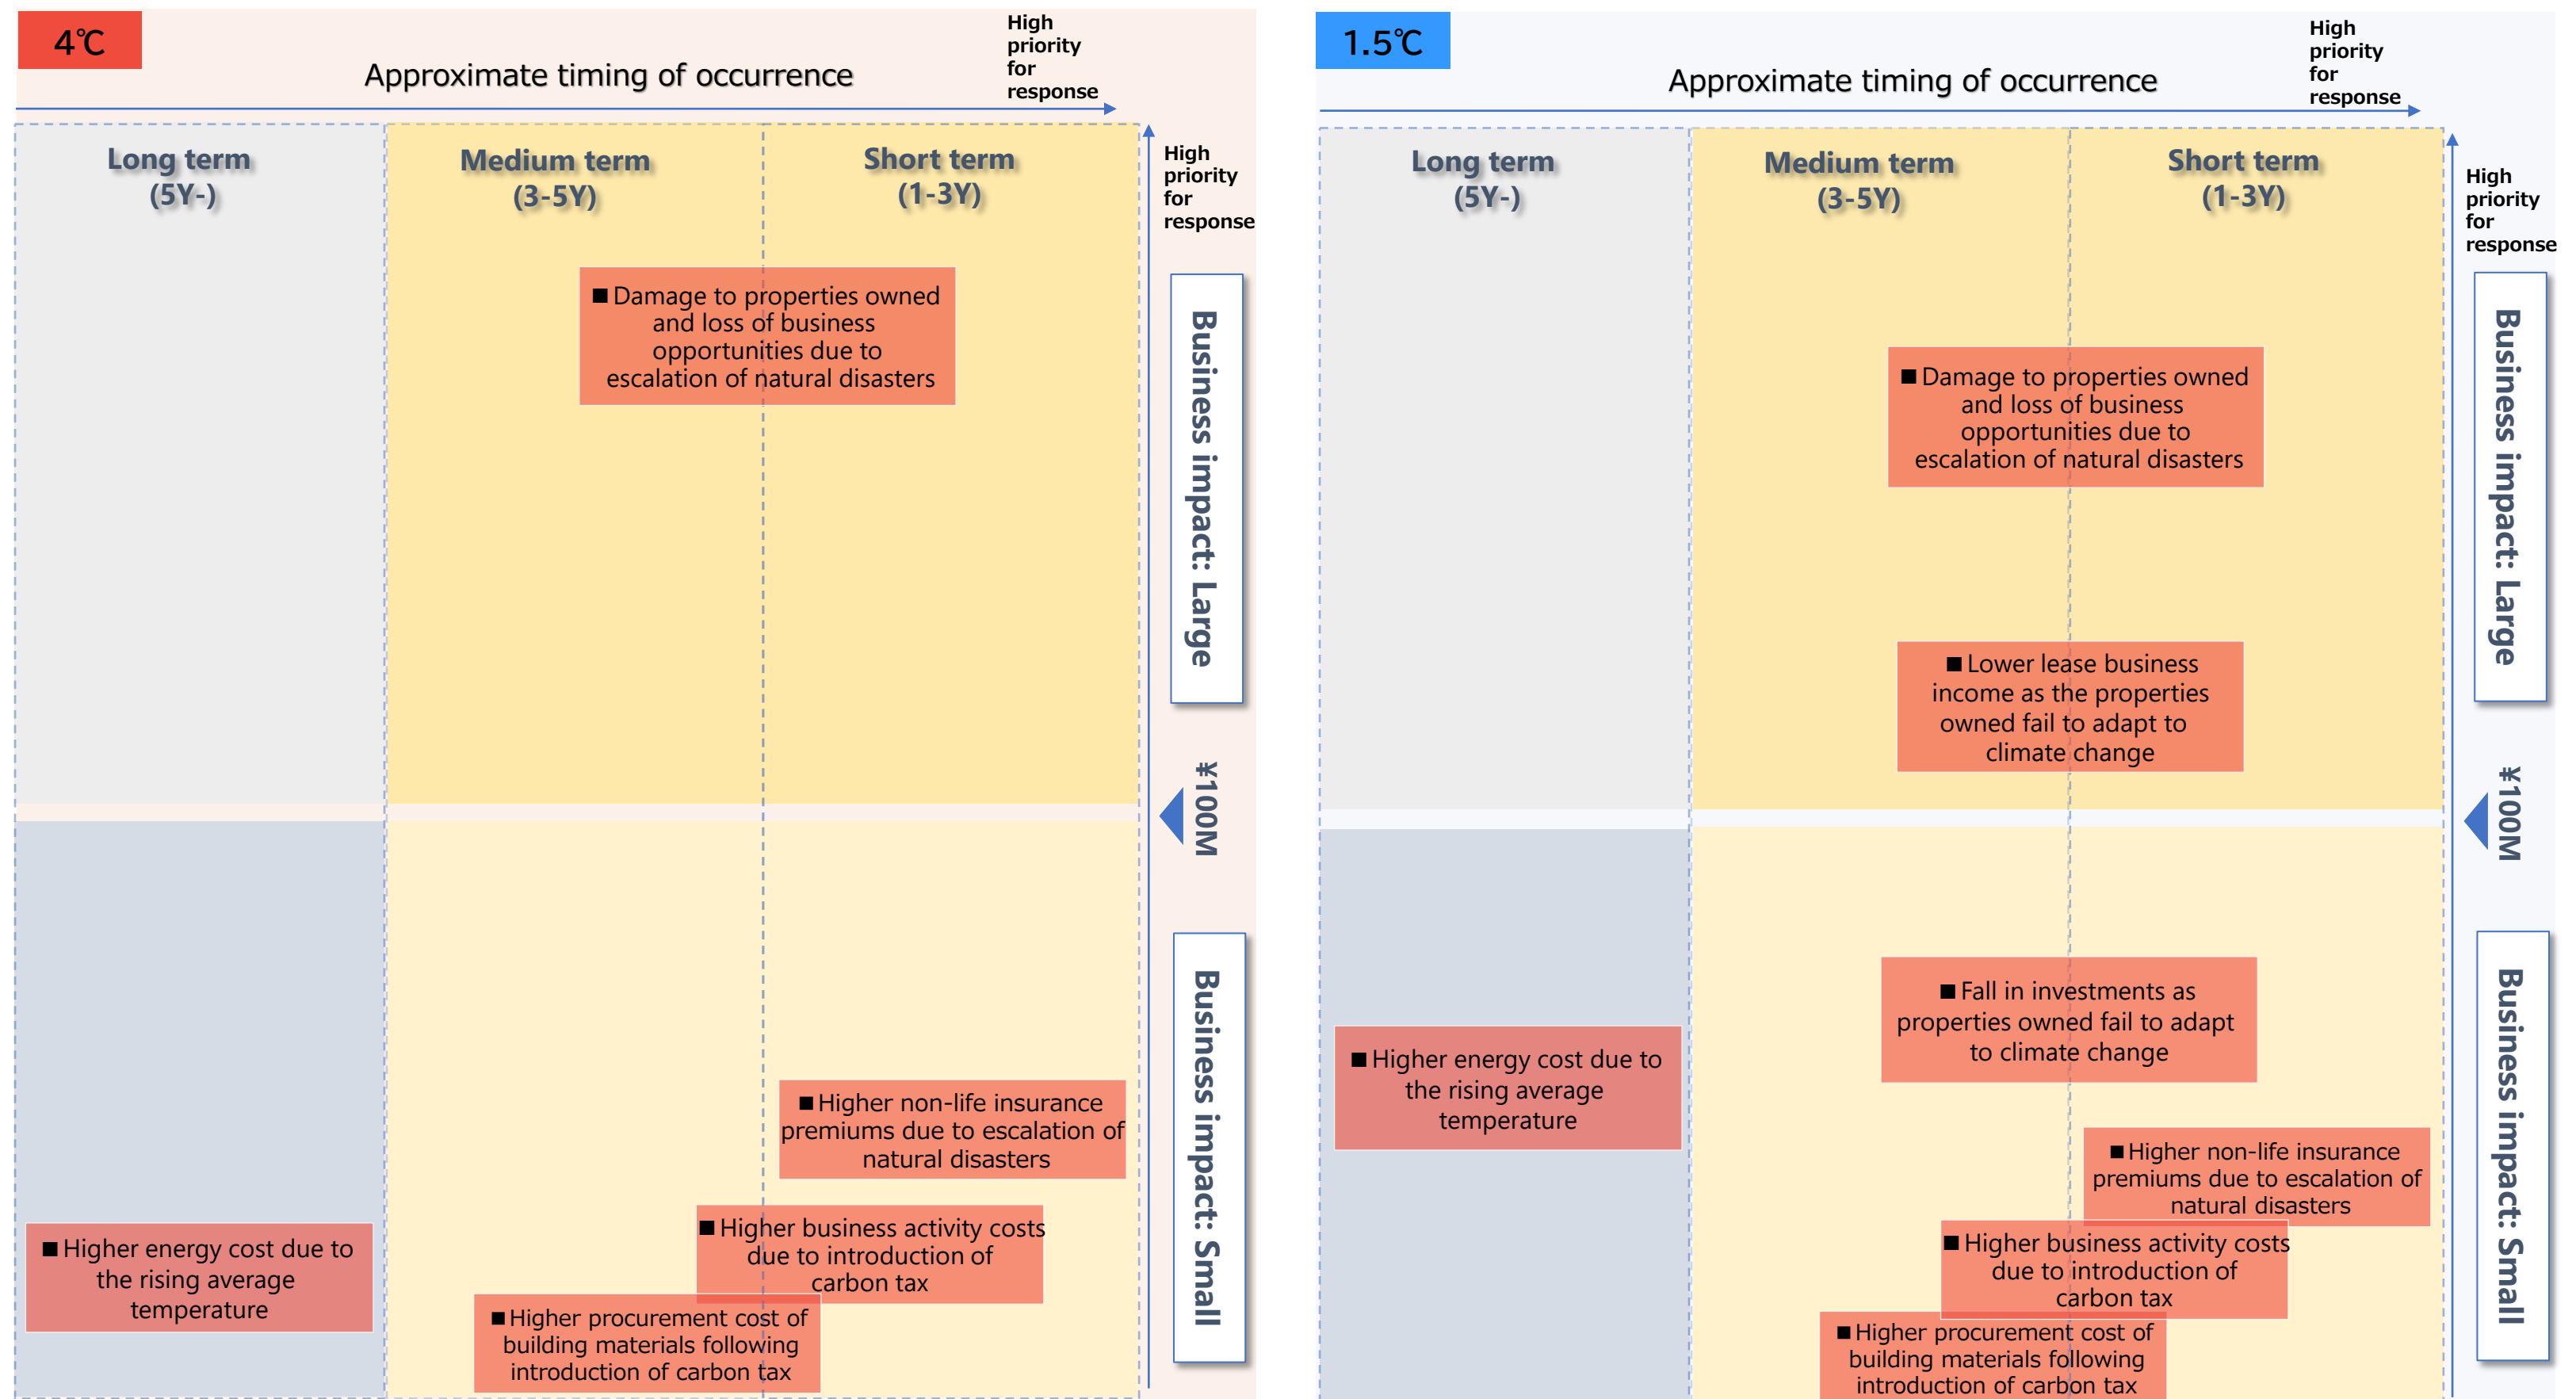 4℃
High
priority
for
response
Approximate timing of occurrence
Long term
(5Y-)
Medium term
(3-5Y)
Short term
(1-3Y)
High
priority
for
response
■ Damage to properties owned
and loss of business
opportunities due to
escalation of natural disasters
Business impact: Large
¥100M
■ Higher non-life insurance
premiums due to escalation of
natural disasters
■ Higher business activity costs
due to introduction of
carbon tax
■ Higher energy cost due to
the rising average
temperature
■ Higher procurement cost of
building materials following
introduction of carbon tax
Business impact: Small
1.5℃
High
priority
for
response
Approximate timing of occurrence
Long term
(5Y-)
Medium term
(3-5Y)
Short term
(1-3Y)
High
priority
for
response
■ Damage to properties owned
and loss of business
opportunities due to
escalation of natural disasters
■ Lower lease business
income as the properties
owned fail to adapt to
climate change
Business impact: Large
¥100M
■ Fall in investments as
properties owned fail to adapt
to climate change
■ Higher energy cost due to
the rising average
temperature
■ Higher non-life insurance
premiums due to escalation of
natural disasters
■ Higher business activity costs
due to introduction of
carbon tax
■ Higher procurement cost of
building materials following
introduction of carbon tax
Business impact: Small